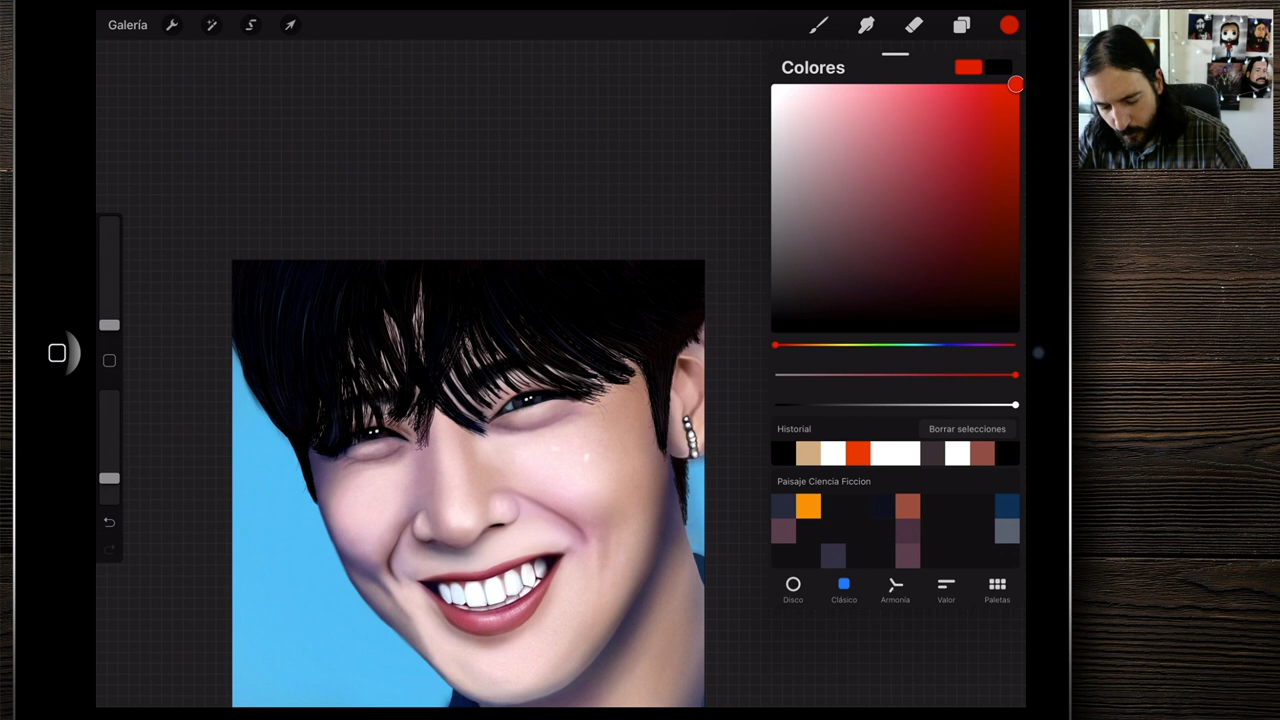 Galería
Colores
Historial
Borrar selecciones
Paisaje Ciencia Ficcion
Disco
Clásico
Armonía
Valor
Paletas